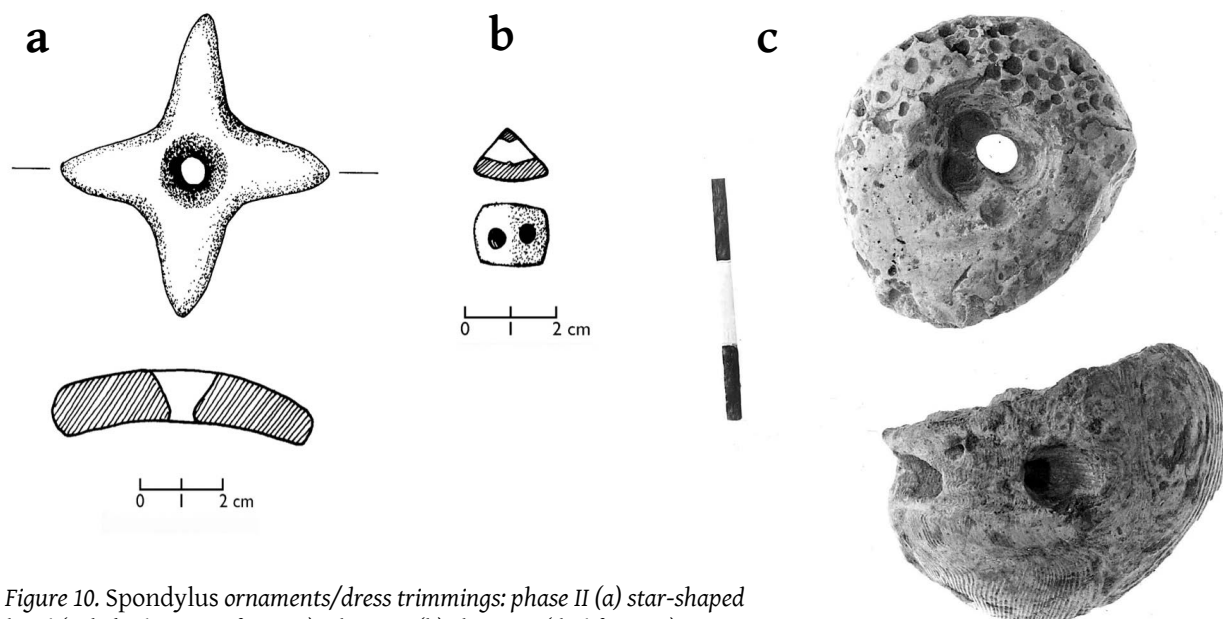 a
b
c
0 1 2 cm
0 1 2 cm
Figure 10. Spondylus ornaments/dress trimmings: phase II (a) star-shaped